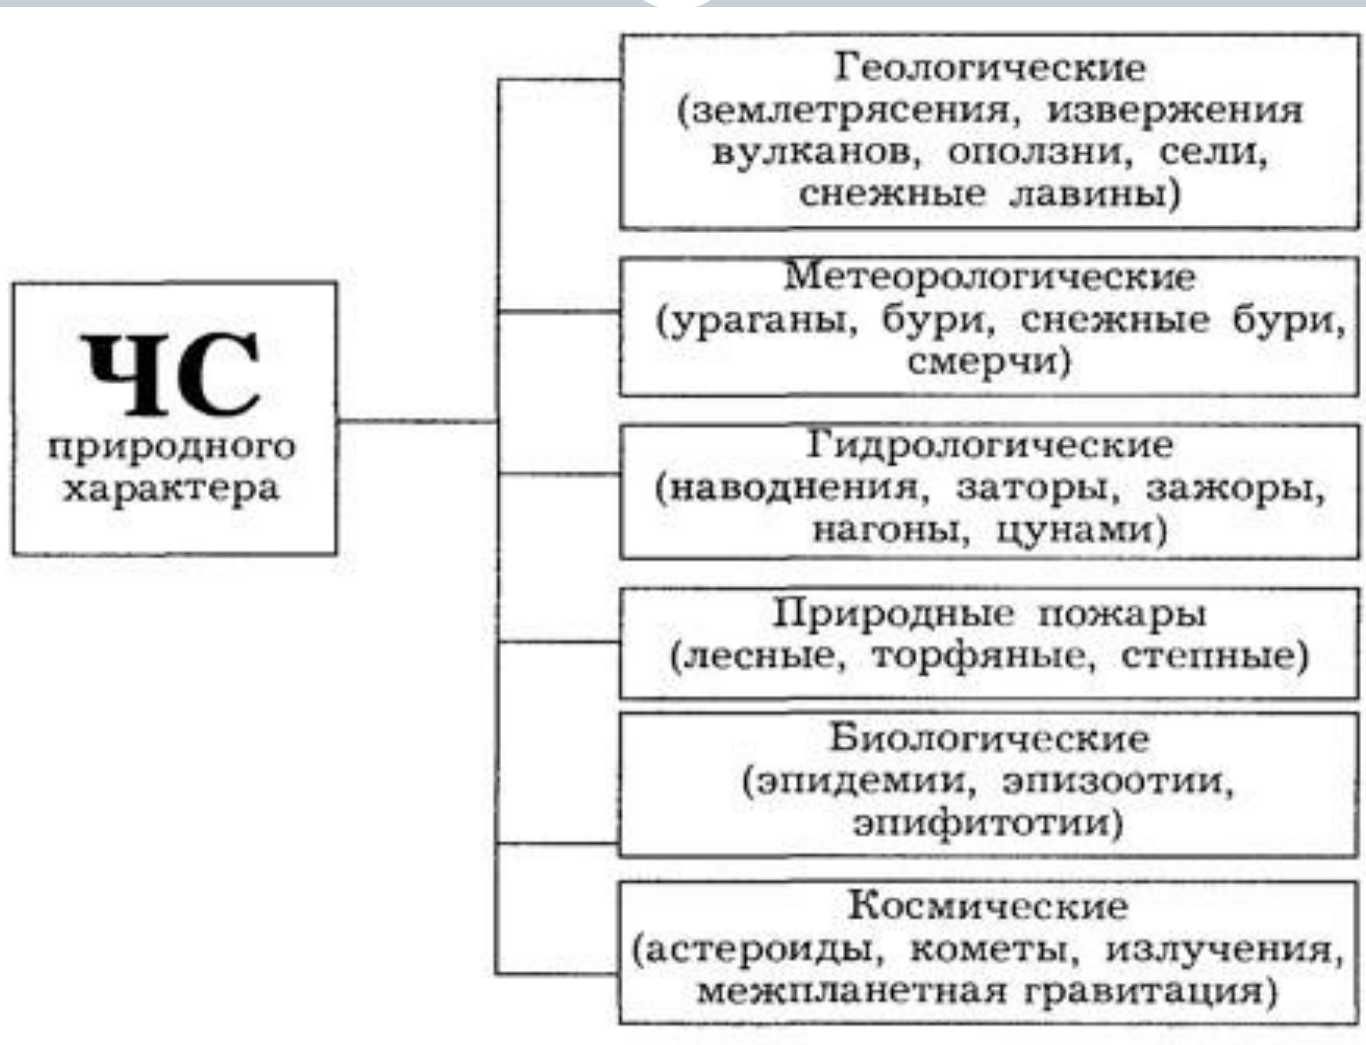 ЧС
природного
характера
Геологические
(землетрясения, извержения
вулканов, оползни, сели,
снежные лавины)
Метеорологические
(ураганы, бури, снежные бури,
смерчи)
Гидрологические
(наводнения, заторы, зажоры,
нагоны, цунами)
Природные пожары
(лесные, торфяные, степные)
Биологические
(эпидемии, эпизоотии,
эпифитотии)
Космические
(астероиды, кометы, излучения,
межпланетная гравитация)